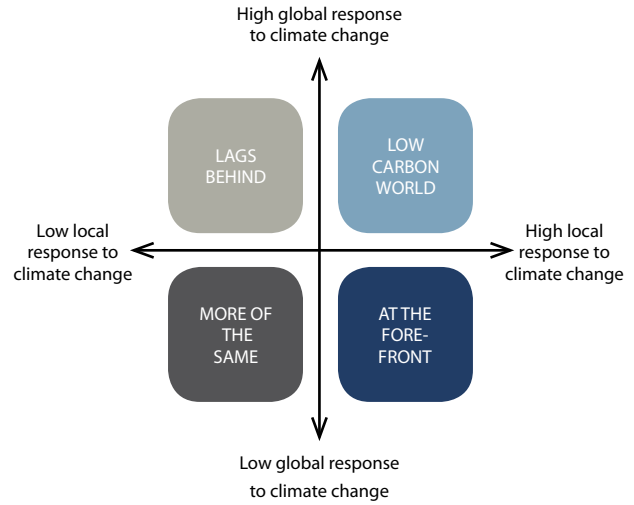 High global response
to climate change
LAGS
BEHIND
LOW
CARBON
WORLD
Low local
response to
climate change
High local
response to
climate change
MORE OF
THE
SAME
AT THE
FORE-
FRONT
Low global response
to climate change